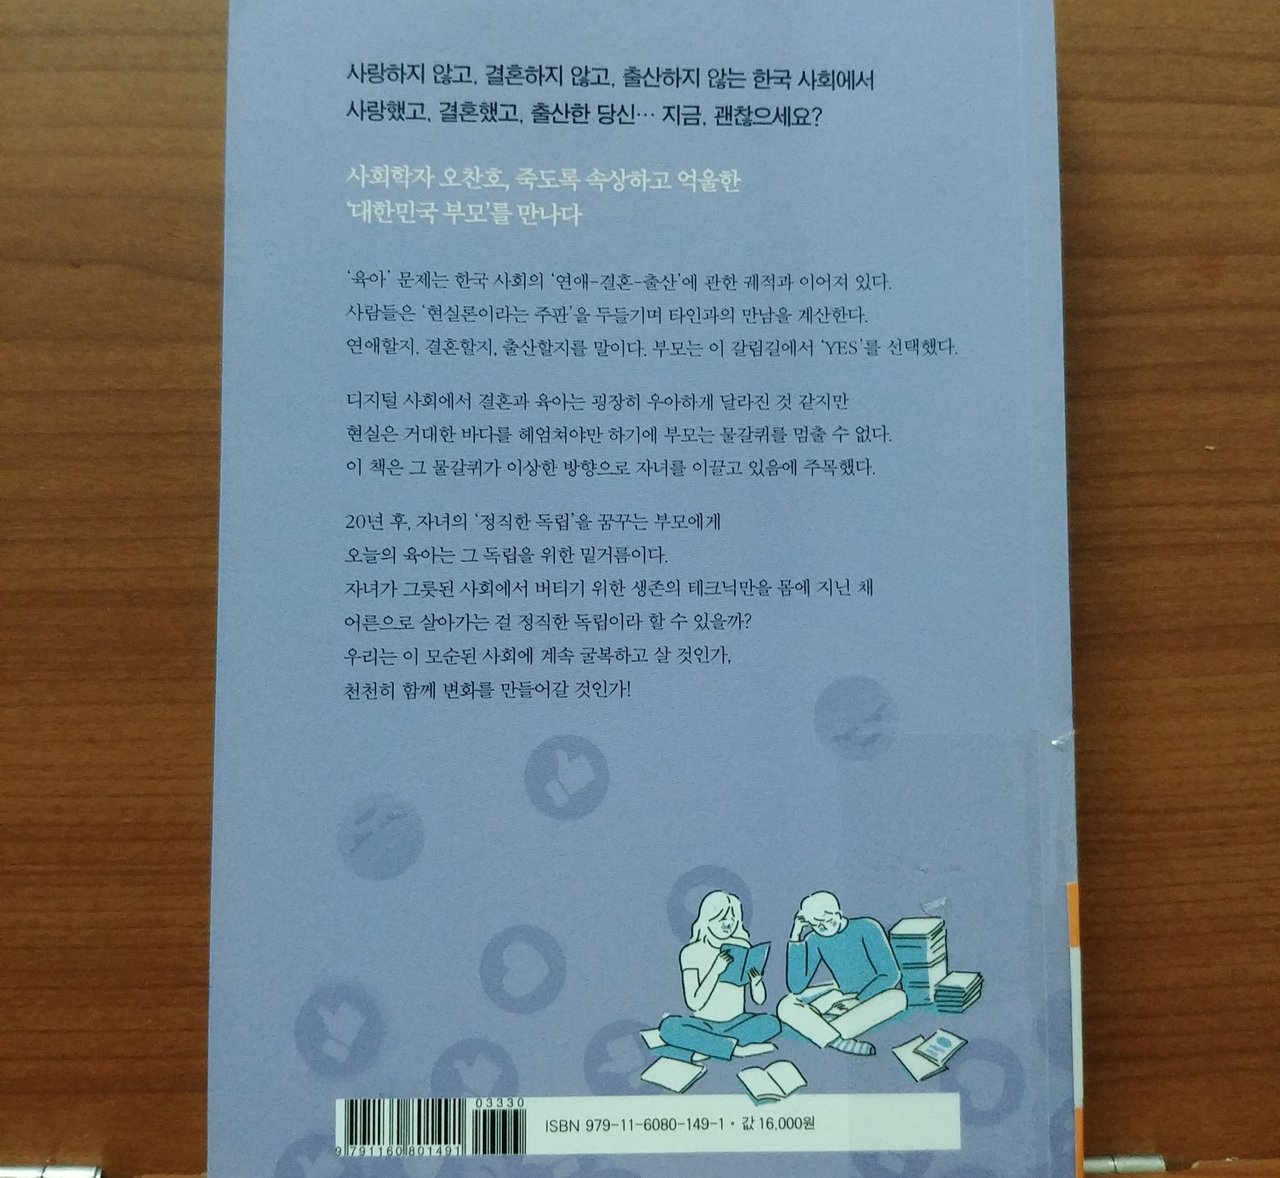 사랑하지 않고, 결혼하지 않고, 출산하지 않는 한국 사회에서
사랑했고, 결혼했고, 출산한 당신… 지금, 괜찮으세요?
사회학자 오찬호, 죽도록 속상하고 억울한
'대한민국 부모'를 만나다
'육아' 문제는 한국 사회의 '연애-결혼-출산'에 관한 궤적과 이어져 있다.
사람들은 '현실론이라는 주판'을 두들기며 타인과의 만남을 계산한다.
연애할지, 결혼할지, 출산할지를 말이다. 부모는 이 갈림길에서 'YES'를 선택했다.
디지털 사회에서 결혼과 육아는 굉장히 우아하게 달라진 것 같지만
현실은 거대한 바다를 헤엄쳐야만 하기에 부모는 물갈퀴를 멈출 수 없다.
이 책은 그 물갈퀴가 이상한 방향으로 자녀를 이끌고 있음에 주목했다.
20년 후, 자녀의 '정직한 독립'을 꿈꾸는 부모에게
오늘의 육아는 그 독립을 위한 밑거름이다.
자녀가 그릇된 사회에서 버티기 위한 생존의 테크닉만을 몸에 지닌 채
어른으로 살아가는 걸 정직한 독립이라 할 수 있을까?
우리는 이 모순된 사회에 계속 굴복하고 살 것인가,
천천히 함께 변화를 만들어갈 것인가!
03330
ISBN 979-11-6080-149-1 • 값 16,000원
9 791160 801491